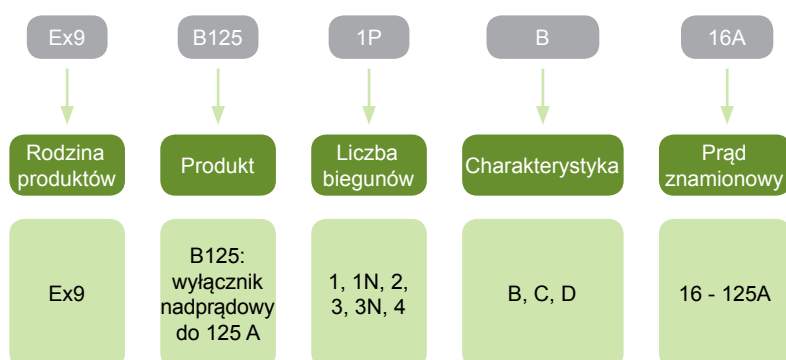 Ex9
B125
1P
B
16A
Rodzina
produktów
Produkt
Liczba
biegunów
Charakterystyka
Prąd
znamionowy
Ex9
B125:
wyłącznik
nadprądowy
do 125 A
1, 1N, 2,
3, 3N, 4
B, C, D
16 - 125A